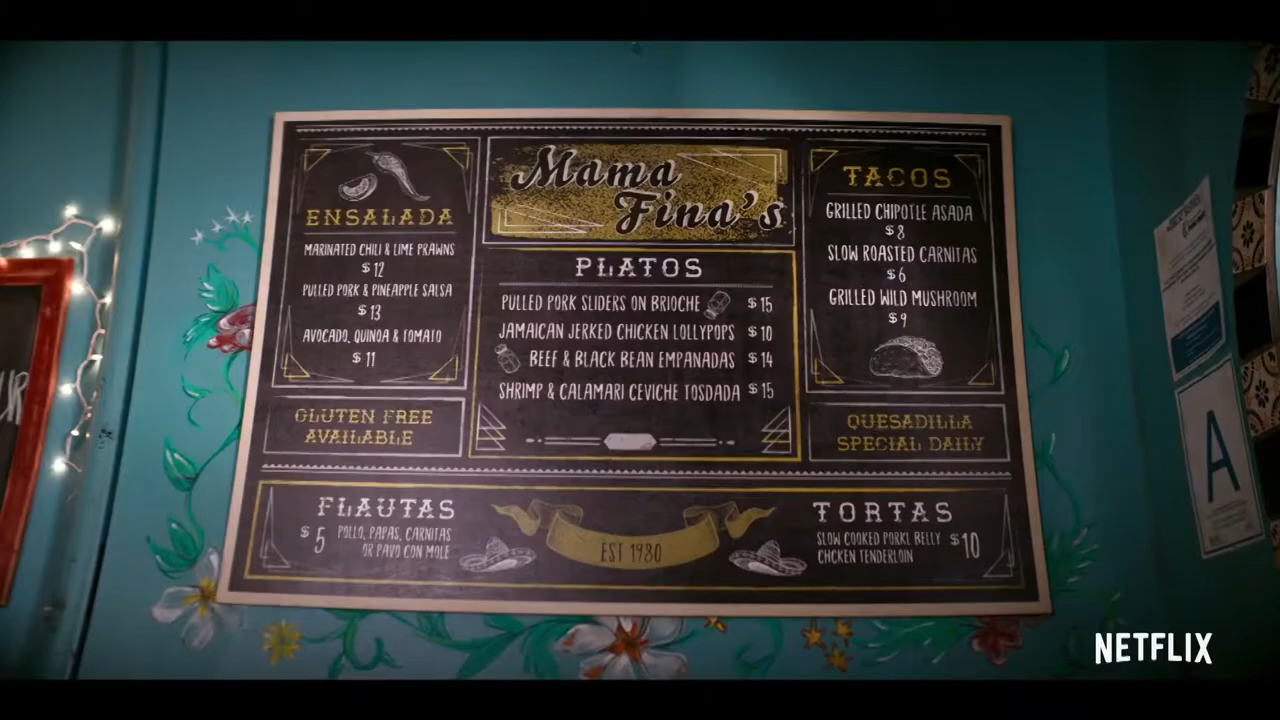 Mama
Fina's
ENSALADA
MARINATED CHILI & LIME PRAWNS
$12
PULLED PORK & PINEAPPLE SALSA
$13
AVOCADO, QUINOA & TOMATO
$11
GLUTEN FREE
AVAILABLE
PLATOS
PULLED PORK SLIDERS ON BRIOCHE $15
JAMAICAN JERKED CHICKEN LOLLYPOPS $10
BEEF & BLACK BEAN EMPANADAS $14
SHRIMP & CALAMARI CEVICHE TOSDADA $15
TACOS
GRILLED CHIPOTLE ASADA
$8
SLOW ROASTED CARNITAS
$6
GRILLED WILD MUSHROOM
$9
QUESADILLA
SPECIAL DAILY
FLAUTAS
$5 POLLO, PAPAS, CARNITAS
OR PAVO CON MOLE
EST 1980
TORTAS
SLOW COOKED PORK BELLY $10
CHCKEN TENDERLOIN
A
NETFLIX